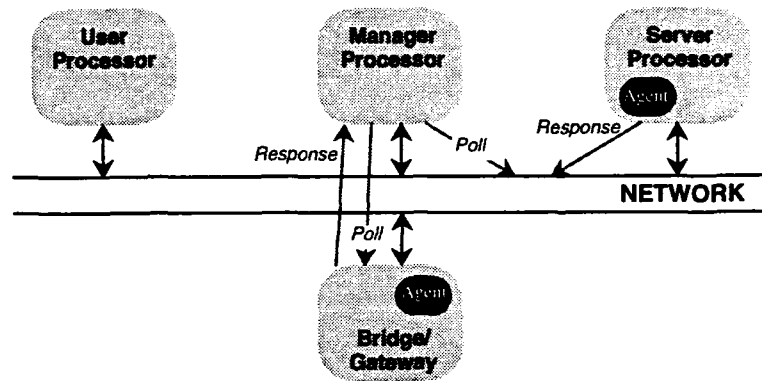 User
Processor
Manager
Processor
Server
Processor
Agent
Response
Poll
Response
NETWORK
Poll
Agent
Bridge/
Gateway